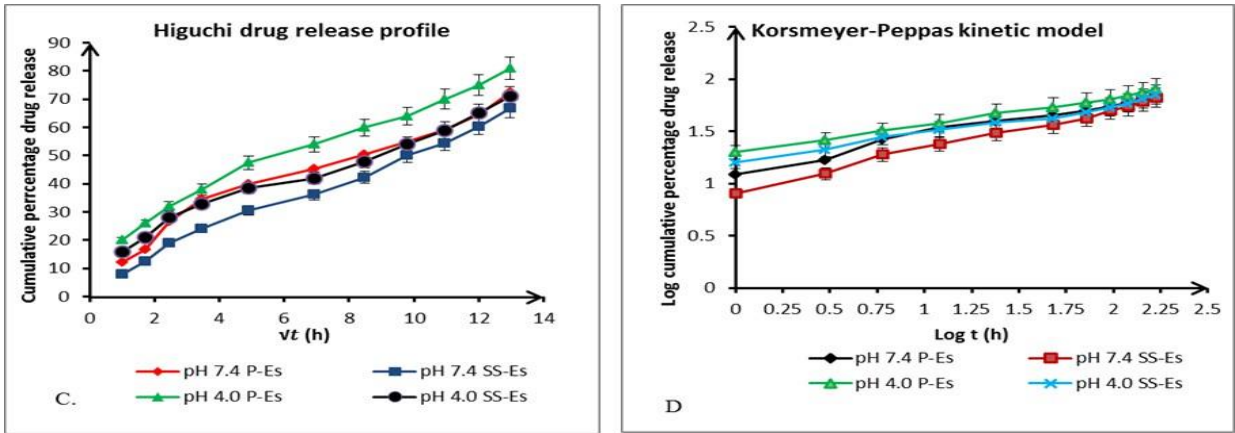 Higuchi drug release profile
Cumulative percentage drug release
90
80
70
60
50
40
30
20
10
0
0 2 4 6 8 10 12 14
√t (h)
pH 7.4 P-Es pH 7.4 SS-Es
pH 4.0 P-Es pH 4.0 SS-Es
C.
Korsmeyer-Peppas kinetic model
Log cumulative percentage drug release
2.5
2
1.5
1
0.5
0
0 0.25 0.5 0.75 1 1.25 1.5 1.75 2 2.25 2.5
Log t (h)
pH 7.4 P-Es pH 7.4 SS-Es
pH 4.0 P-Es pH 4.0 SS-Es
D